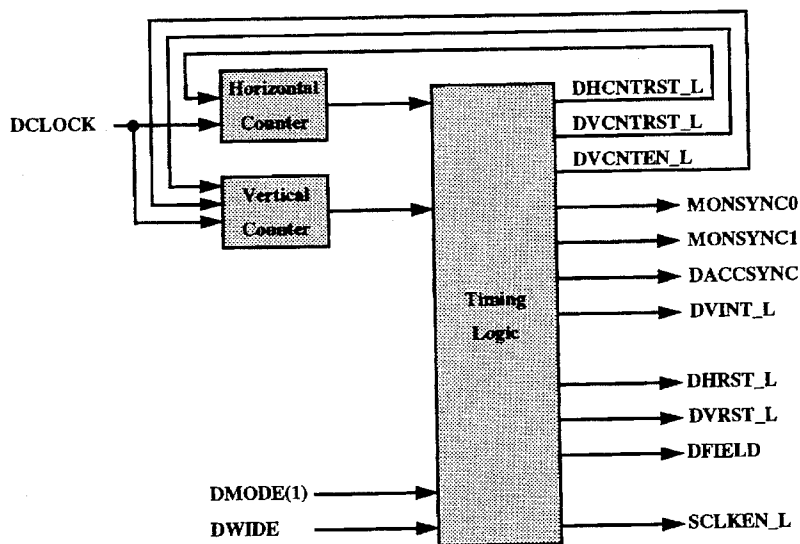 DCLOCK
Horizontal
Counter
Vertical
Counter
DHCNTRST_L
DVCNTRST_L
DVCNTEN_L
MONSYNC0
MONSYNC1
DACCSYNC
DVINT_L
Timing
Logic
DHRST_L
DVRST_L
DFIELD
DMODE(1)
DWIDE
SCLKEN_L